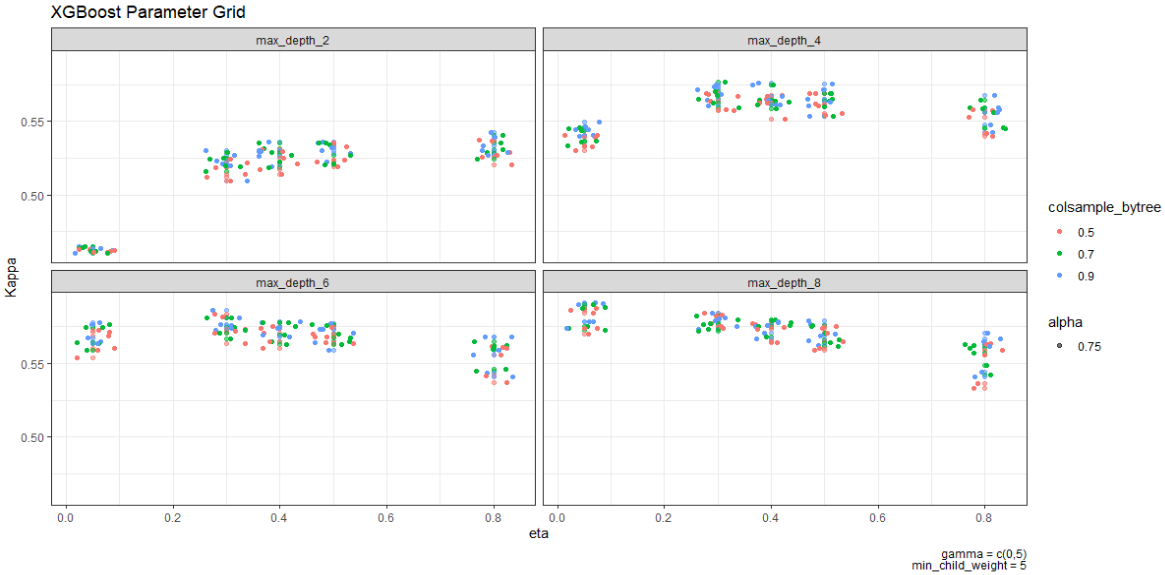 XGBoost Parameter Grid
max_depth_2
max_depth_4
0.55
0.50
max_depth_6
max_depth_8
0.55
0.50
Kappa
0.0 0.2 0.4 0.6 0.8
0.0 0.2 0.4 0.6 0.8
eta
colsample_bytree
0.5
0.7
0.9
alpha
0.75
gamma = c(0,5)
min_child_weight = 5